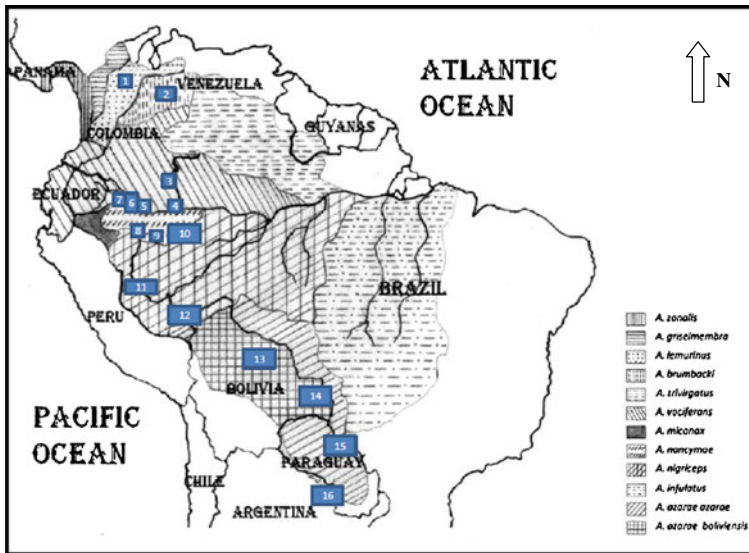 PANAMA
VENEZUELA
COLOMBIA
GUYANAS
ECUADOR
PERU
BRAZIL
BOLIVIA
PARAGUAY
CHILE
ARGENTINA
ATLANTIC
OCEAN
PACIFIC
OCEAN
N
1
2
3
4
5
6
7
8
9
10
11
12
13
14
15
16
A. zonalis
A. griseimembra
A. lemurinus
A. brumbacki
A. trivirgatus
A. vociferans
A. miconax
A. nancymae
A. nigriceps
A. infulatus
A. azarae azarae
A. azarae boliviensis